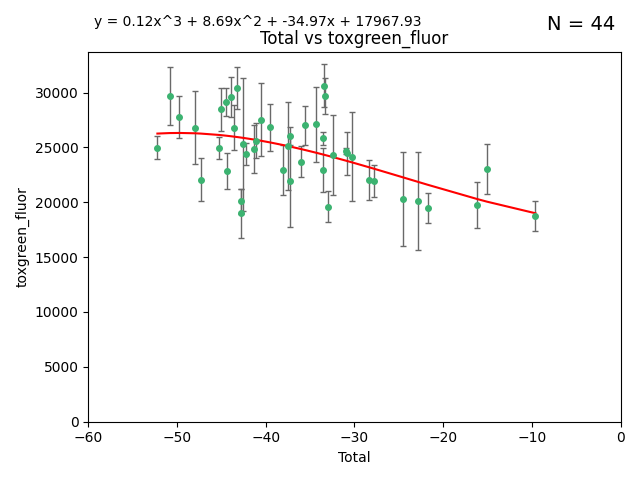 y = 0.12x^3 + 8.69x^2 + -34.97x + 17967.93
N = 44
Total vs toxgreen_fluor
toxgreen_fluor
30000
25000
20000
15000
10000
5000
0
−60
−50
−40
−30
−20
−10
0
Total